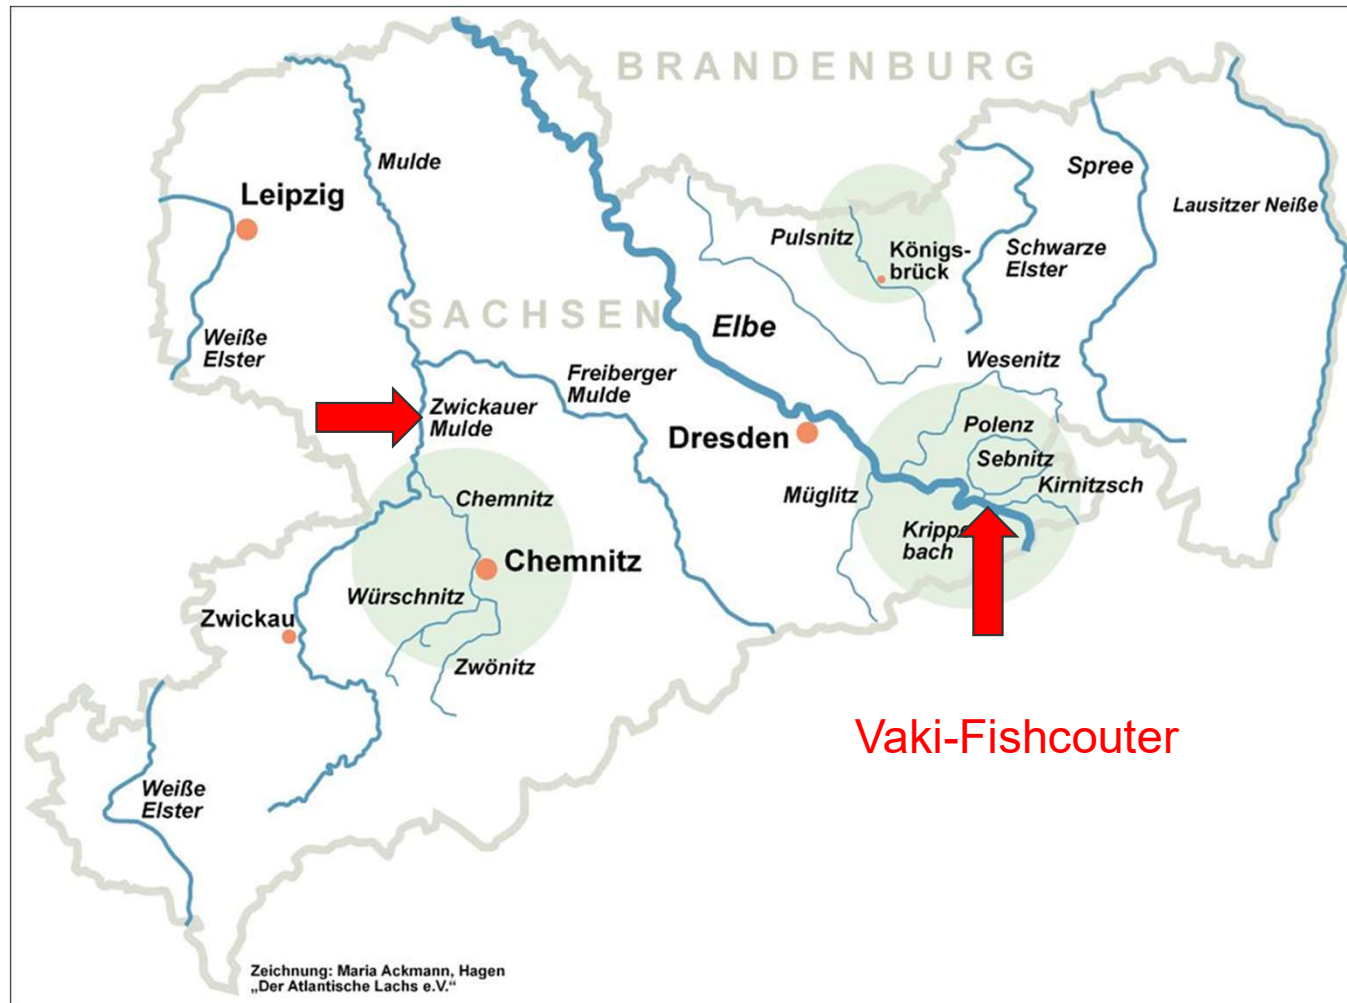 BRANDENBURG
Mulde
Leipzig
Spree
Lausitzer Neiße
Pulsnitz
Königs-
brück
Schwarze
Elster
SACHSEN
Elbe
Weiße
Elster
Wesenitz
Freiberger
Mulde
Zwickauer
Mulde
Dresden
Polenz
Sebnitz
Kirnitzsch
Müglitz
Chemnitz
Krippe
bach
Chemnitz
Würschnitz
Zwickau
Zwönitz
Vaki-Fishcouter
Weiße
Elster
Zeichnung: Maria Ackmann, Hagen
„Der Atlantische Lachs e.V.“